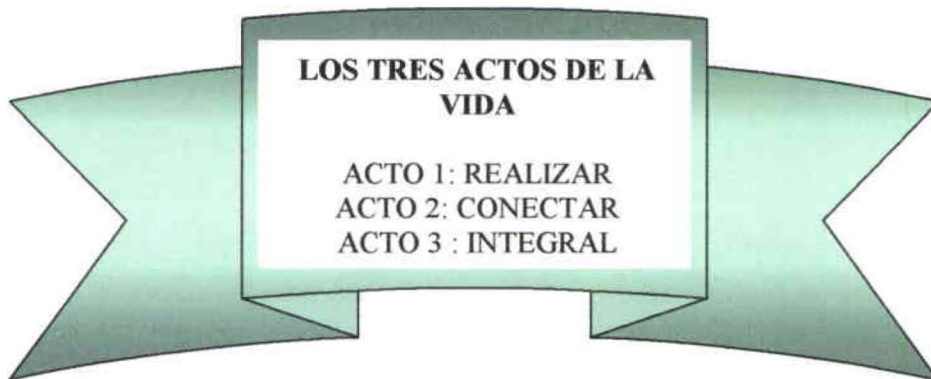 LOS TRES ACTOS DE LA
VIDA
ACTO 1: REALIZAR
ACTO 2: CONECTAR
ACTO 3 : INTEGRAL